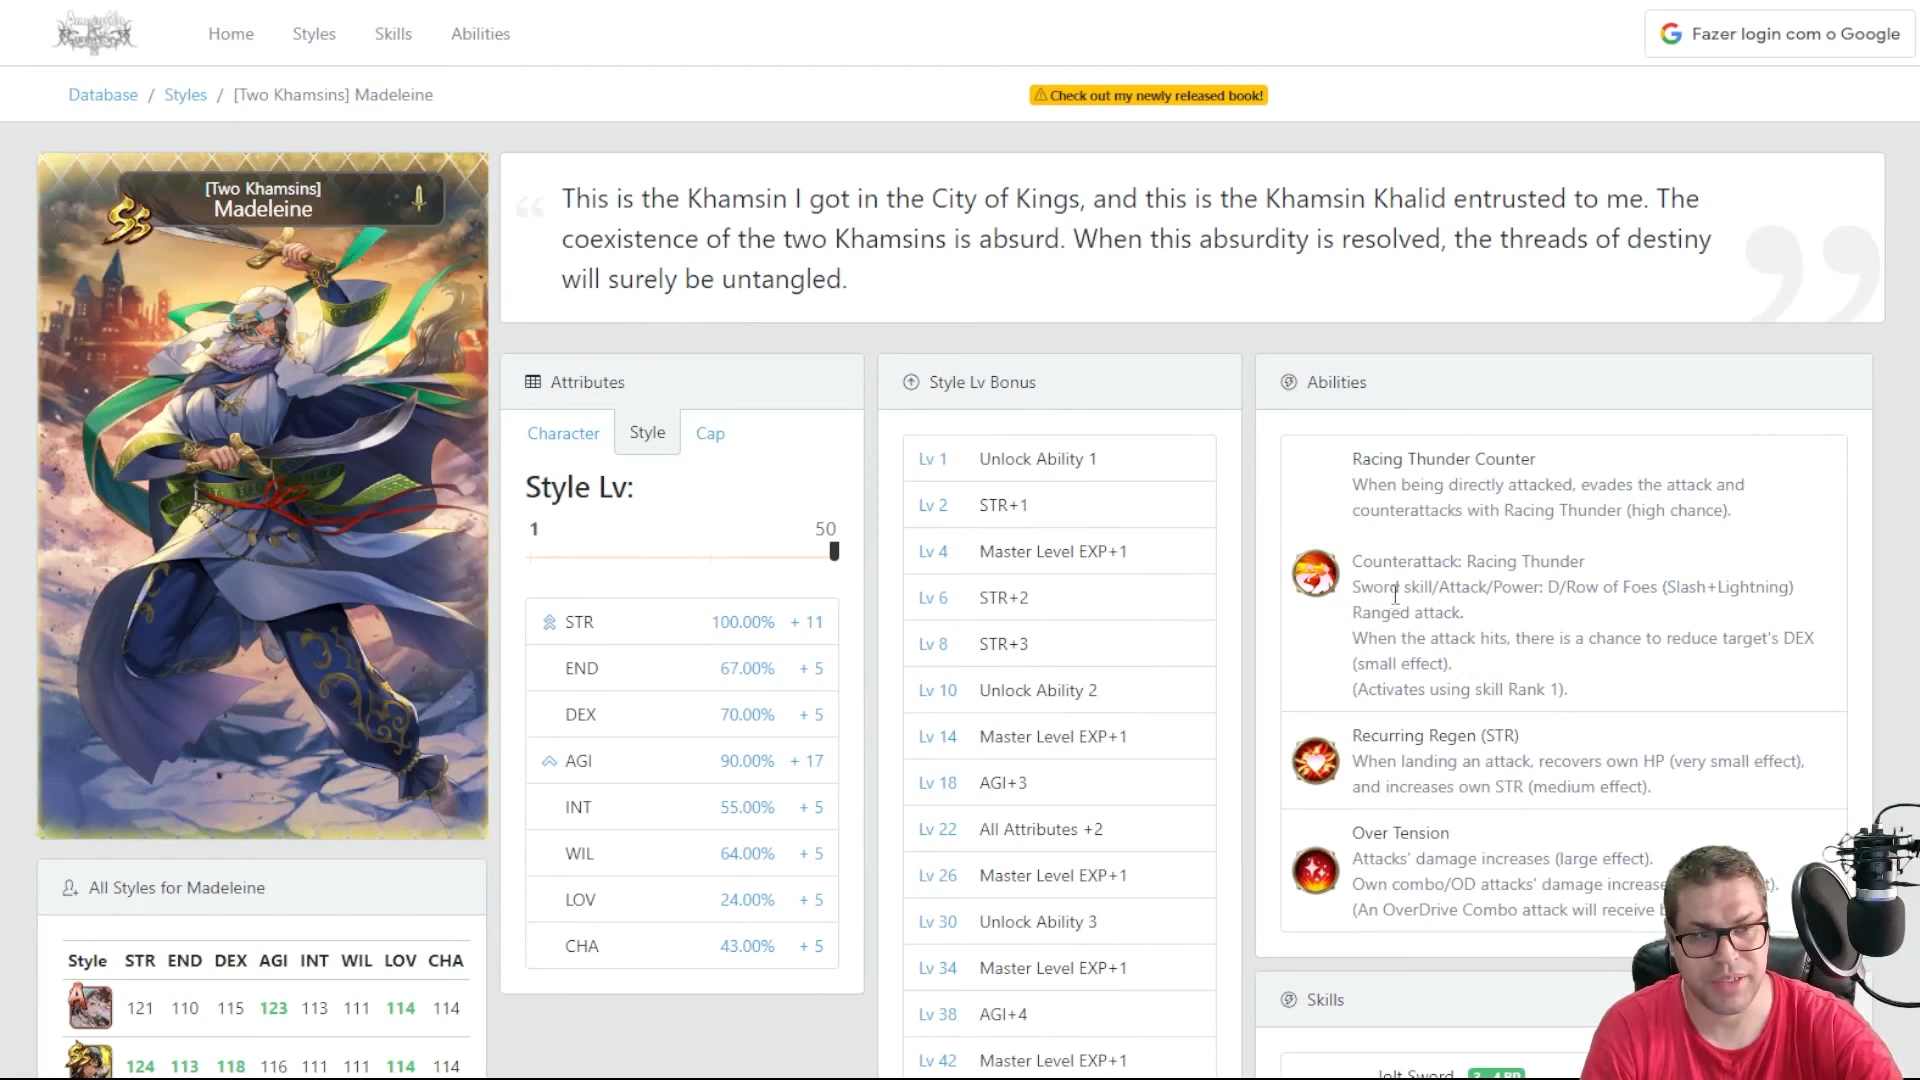 Home
Styles
Skills
Abilities
Fazer login com o Google
Database / Styles / [Two Khamsins] Madeleine
Check out my newly released book!
[Two Khamsins]
Madeleine
SS
This is the Khamsin I got in the City of Kings, and this is the Khamsin Khalid entrusted to me. The
coexistence of the two Khamsins is absurd. When this absurdity is resolved, the threads of destiny
will surely be untangled.
Attributes
Character
Style
Cap
Style Lv:
1
50
STR 100.00% + 11
END 67.00% + 5
DEX 70.00% + 5
AGI 90.00% + 17
INT 55.00% + 5
WIL 64.00% + 5
LOV 24.00% + 5
CHA 43.00% + 5
Style Lv Bonus
Lv 1 Unlock Ability 1
Lv 2 STR+1
Lv 4 Master Level EXP+1
Lv 6 STR+2
Lv 8 STR+3
Lv 10 Unlock Ability 2
Lv 14 Master Level EXP+1
Lv 18 AGI+3
Lv 22 All Attributes +2
Lv 26 Master Level EXP+1
Lv 30 Unlock Ability 3
Lv 34 Master Level EXP+1
Lv 38 AGI+4
Lv 42 Master Level EXP+1
Abilities
Racing Thunder Counter
When being directly attacked, evades the attack and
counterattacks with Racing Thunder (high chance).
Counterattack: Racing Thunder
Sword skill/Attack/Power: D/Row of Foes (Slash+Lightning)
Ranged attack.
When the attack hits, there is a chance to reduce target's DEX
(small effect).
(Activates using skill Rank 1).
Recurring Regen (STR)
When landing an attack, recovers own HP (very small effect),
and increases own STR (medium effect).
Over Tension
Attacks' damage increases (large effect).
Own combo/OD attacks' damage increase
(An OverDrive Combo attack will receive
Skills
Jolt Sword
All Styles for Madeleine
Style STR END DEX AGI INT WIL LOV CHA
A 121 110 115 123 113 111 114 114
SS 124 113 118 116 111 111 114 114